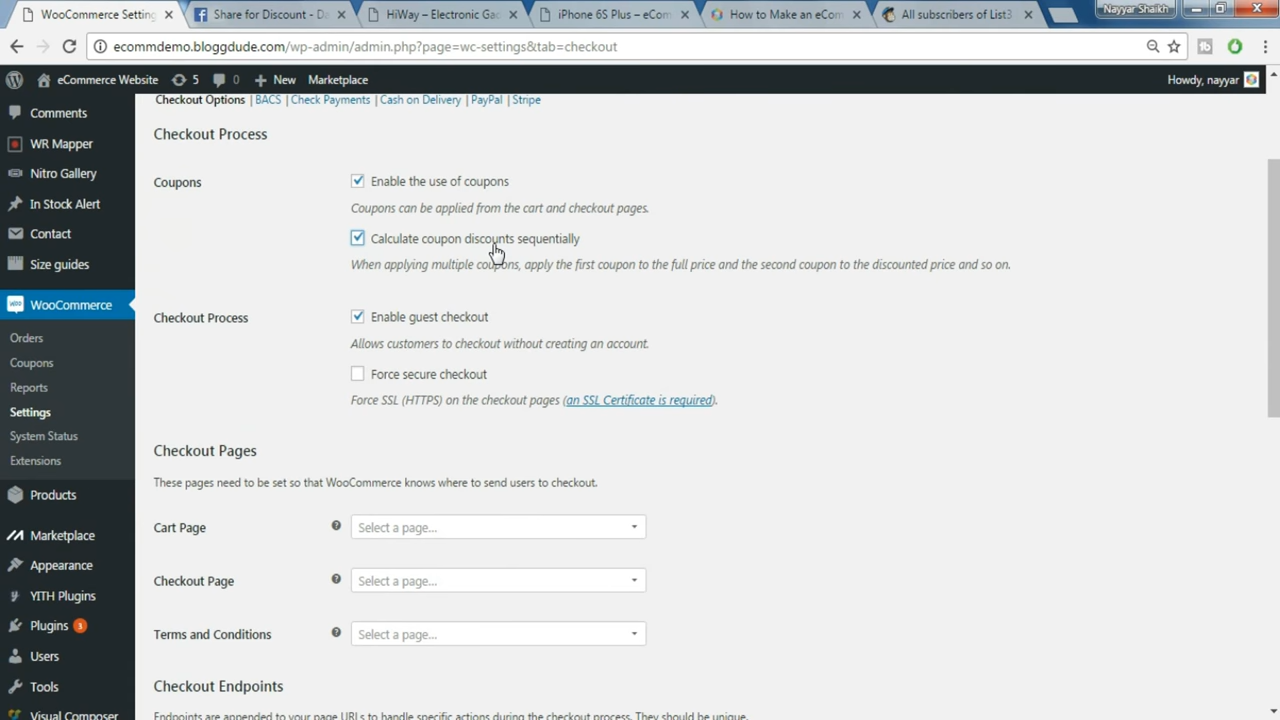 WooCommerce Setting
Share for Discount - Da
HiWay – Electronic Gac
iPhone 6S Plus – eCom
How to Make an eCom
All subscribers of List3
Nayyar Shaikh
ecommdemo.bloggdude.com/wp-admin/admin.php?page=wc-settings&tab=checkout
eCommerce Website
5
0
New
Marketplace
Howdy, nayyar
Comments
WR Mapper
Nitro Gallery
In Stock Alert
Contact
Size guides
WooCommerce
Orders
Coupons
Reports
Settings
System Status
Extensions
Products
Marketplace
Appearance
YITH Plugins
Plugins 3
Users
Tools
Visual Composer
Checkout Options | BACS | Check Payments | Cash on Delivery | PayPal | Stripe
Checkout Process
Coupons
Enable the use of coupons
Coupons can be applied from the cart and checkout pages.
Calculate coupon discounts sequentially
When applying multiple coupons, apply the first coupon to the full price and the second coupon to the discounted price and so on.
Checkout Process
Enable guest checkout
Allows customers to checkout without creating an account.
Force secure checkout
Force SSL (HTTPS) on the checkout pages (an SSL Certificate is required).
Checkout Pages
These pages need to be set so that WooCommerce knows where to send users to checkout.
Cart Page
Select a page...
Checkout Page
Select a page...
Terms and Conditions
Select a page...
Checkout Endpoints
Endpoints are appended to your page URLs to handle specific actions during the checkout process. They should be unique.